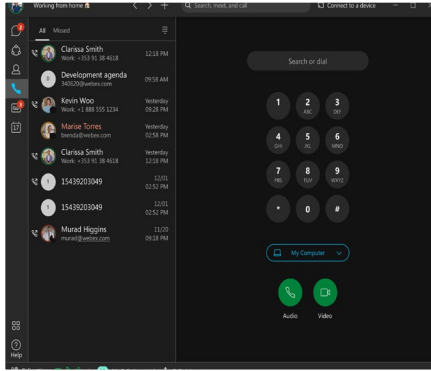 Working from home
Search, meet, and call
Connect to a device
All Missed
Clarissa Smith
Work: +353 91 38 4618
12:18 PM
D
Development agenda
340620@webex.com
09:58 AM
Kevin Woo
Work: +1 888 555 1234
Yesterday
09:28 PM
Marise Torres
brenda@webex.com
Yesterday
02:58 PM
Clarissa Smith
Work: +353 91 38 4618
Yesterday
12:18 PM
1
15439203049
12/01
02:52 PM
1
15439203049
12/01
02:52 PM
Murad Higgins
murad@webex.com
11/20
09:18 PM
Help
Search or dial
1 2 3
ABC DEF
4 5 6
GHI JKL MNO
7 8 9
PRS TUV WXYZ
* 0 #
My Computer
Audio Video